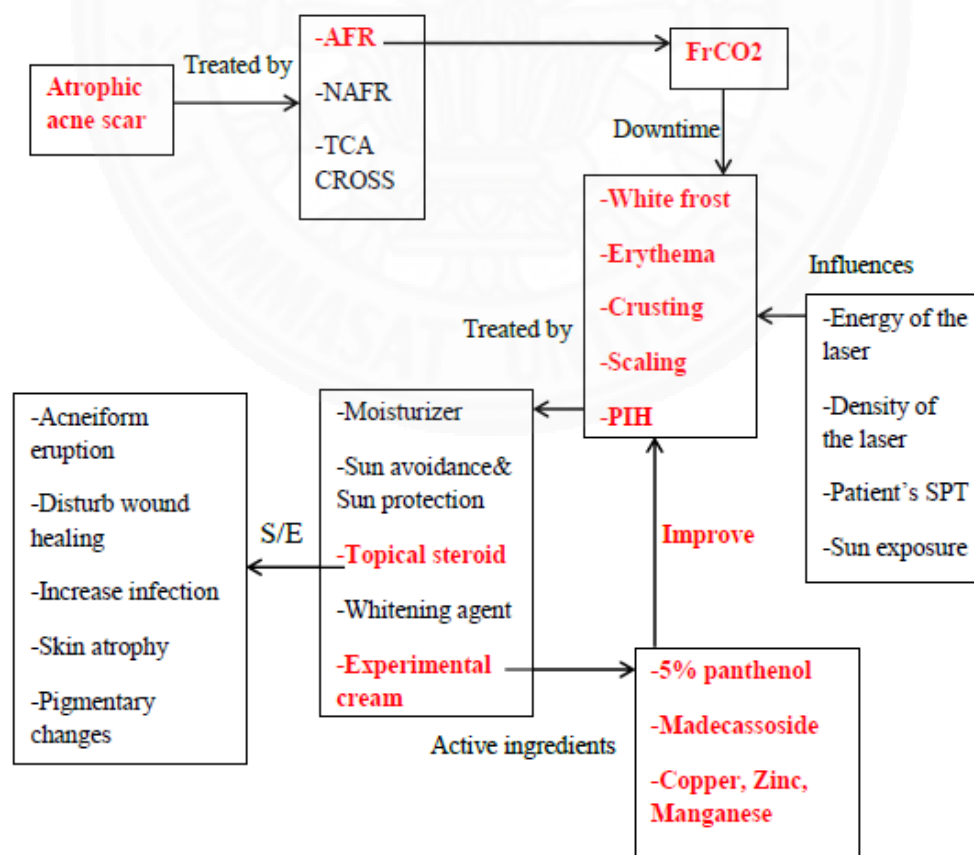 Atrophic
acne scar
Treated by
-AFR
-NAFR
-TCA
CROSS
FrCO2
Downtime
-White frost
-Erythema
-Crusting
-Scaling
-PIH
Influences
-Energy of the
laser
-Density of
the laser
-Patient's SPT
-Sun exposure
Treated by
-Moisturizer
-Sun avoidance&
Sun protection
-Topical steroid
-Whitening agent
-Experimental
cream
S/E
-Acneiform
eruption
-Disturb wound
healing
-Increase infection
-Skin atrophy
-Pigmentary
changes
Improve
Active ingredients
-5% panthenol
-Madecassoside
-Copper, Zinc,
Manganese